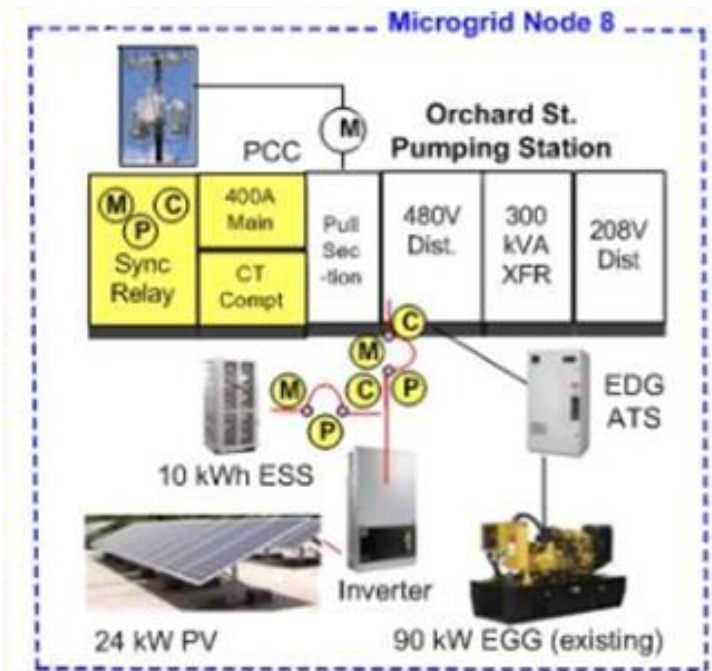 Microgrid Node 8
M
PCC
Orchard St.
Pumping Station
M C
P
Sync
Relay
400A
Main
CT
Compt
Pull
Sec
-tion
480V
Dist.
300
kVA
XFR
208V
Dist
C
M
P
M
C
P
EDG
ATS
10 kWh ESS
Inverter
24 kW PV
90 kW EGG (existing)